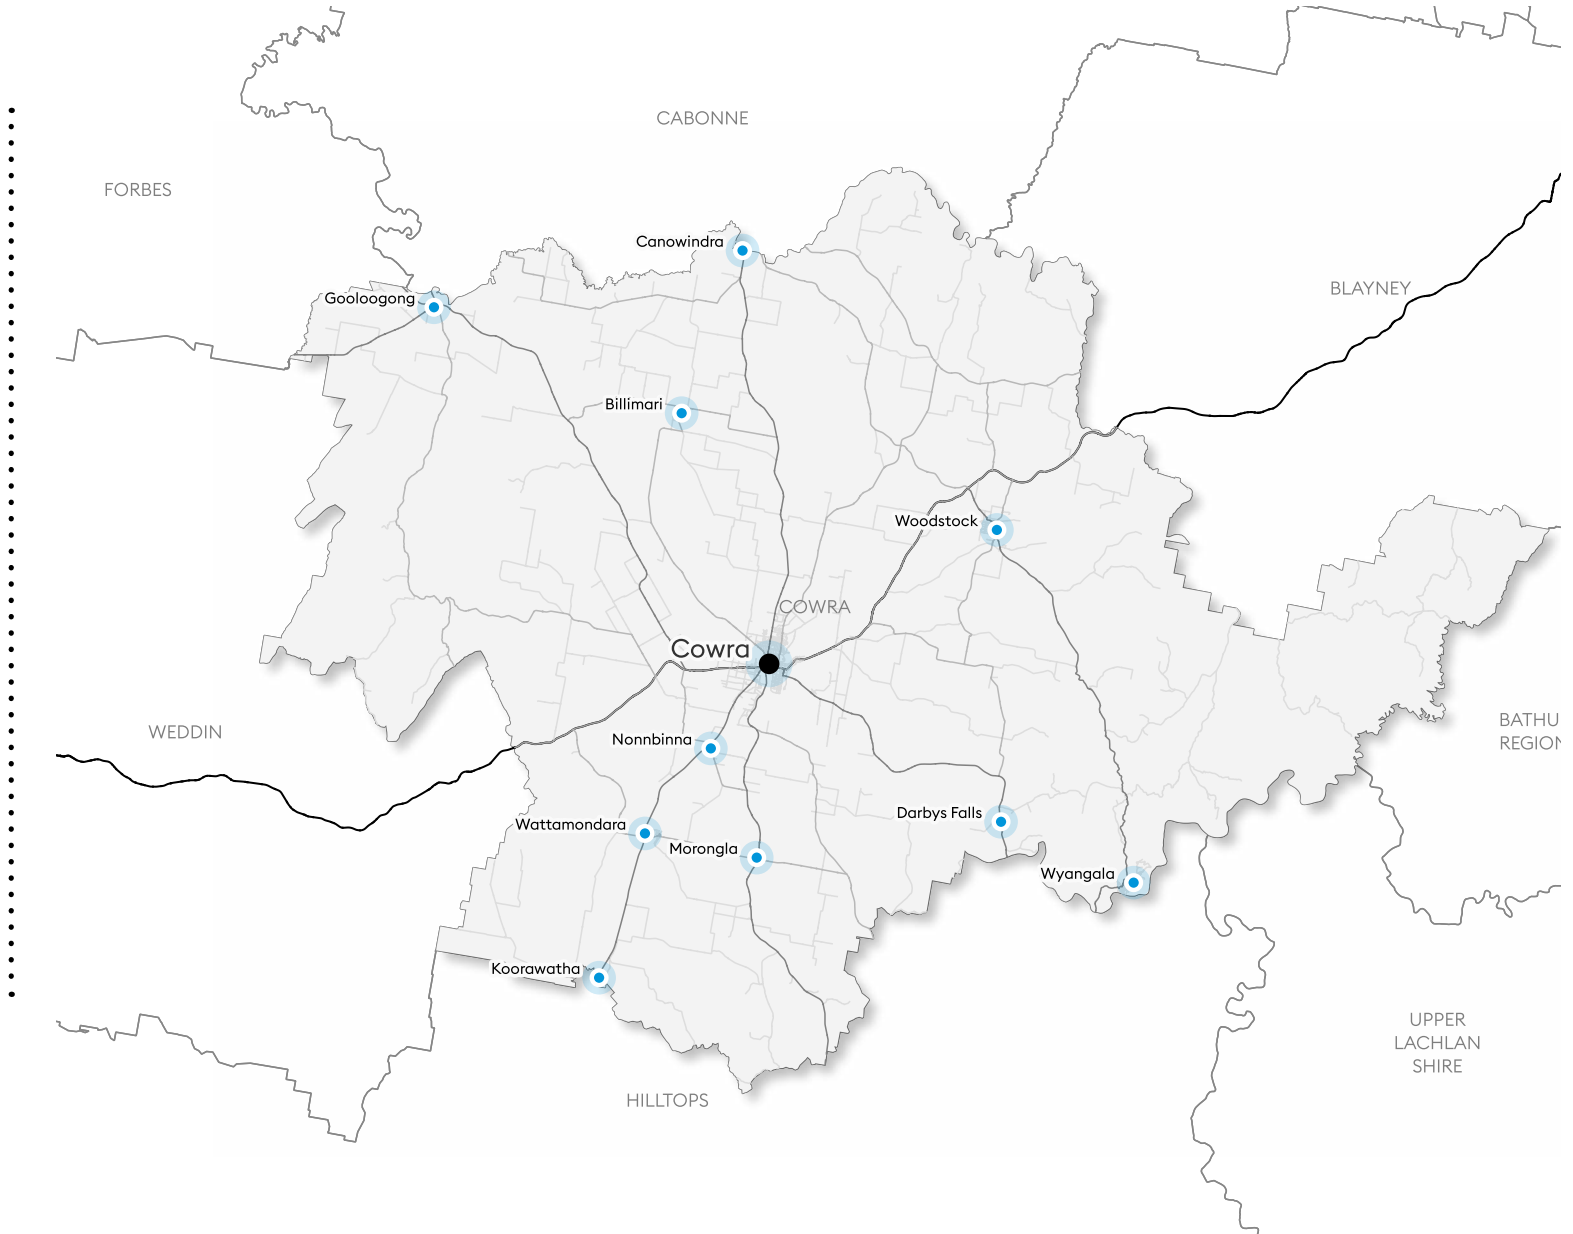 CABONNE
FORBES
Canowindra
BLAYNEY
Gooloogong
Billimari
Woodstock
COWRA
Cowra
WEDDIN
BATHU
REGION
Nonnbinna
Darbys Falls
Wattamondara
Morongla
Wyangala
Koorawatha
UPPER
LACHLAN
SHIRE
HILLTOPS